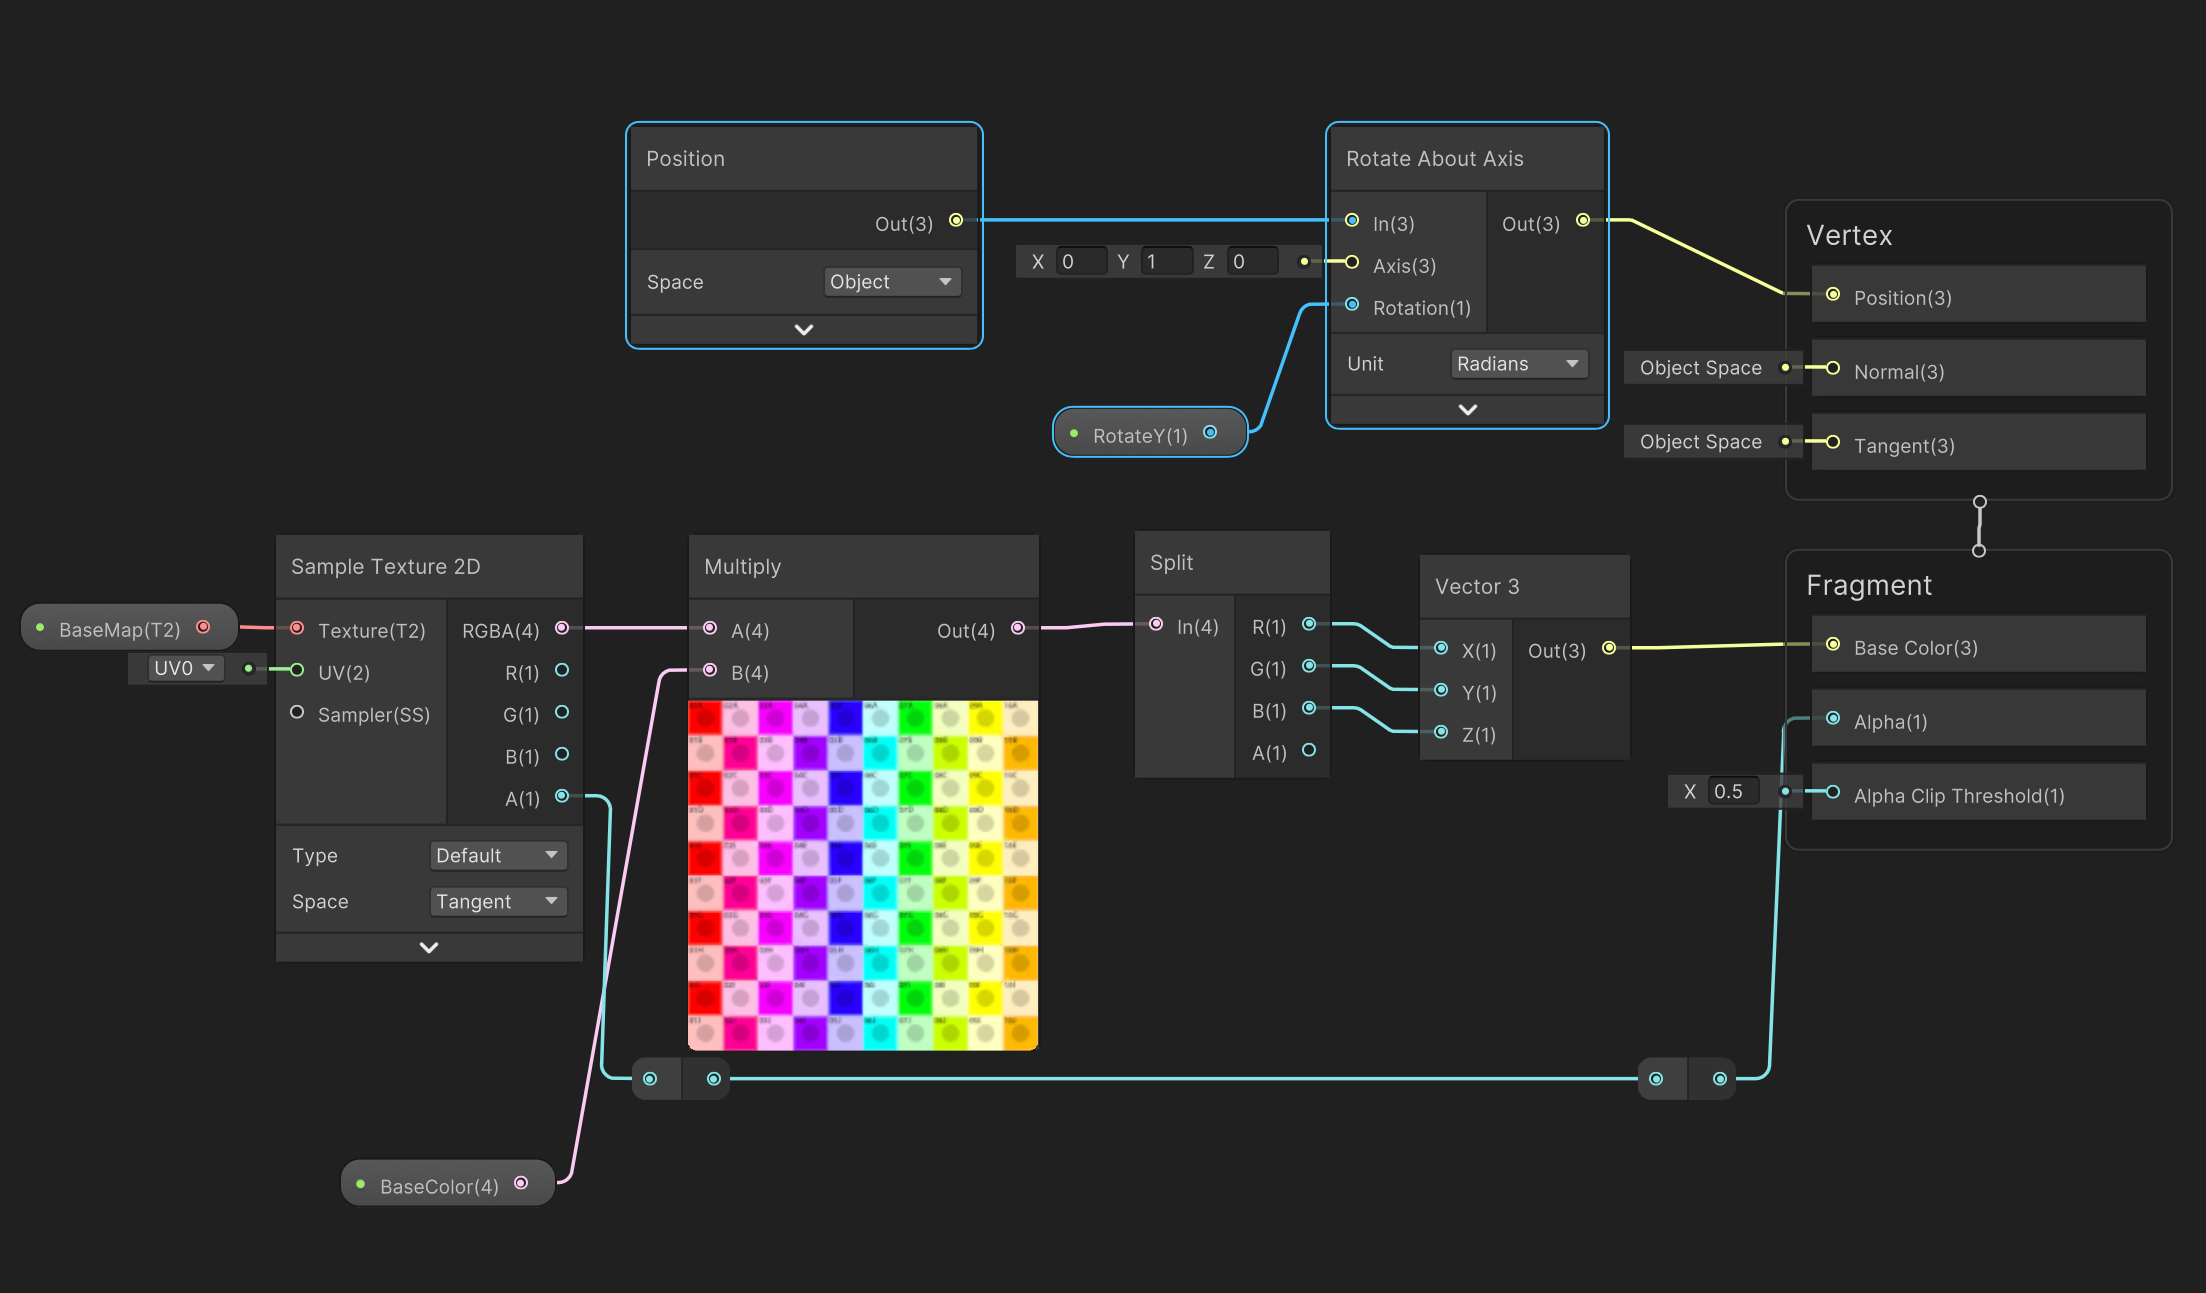 Position
Out(3)
Space
Object
Rotate About Axis
In(3)
Out(3)
X 0 Y 1 Z 0
Axis(3)
Rotation(1)
Unit
Radians
RotateY(1)
Vertex
Position(3)
Object Space
Normal(3)
Object Space
Tangent(3)
BaseMap(T2)
UV0
Sample Texture 2D
Texture(T2)
RGBA(4)
UV(2)
R(1)
Sampler(SS)
G(1)
B(1)
A(1)
Type
Default
Space
Tangent
Multiply
A(4)
Out(4)
B(4)
Split
In(4)
R(1)
G(1)
B(1)
A(1)
Vector 3
X(1)
Out(3)
Y(1)
Z(1)
Fragment
Base Color(3)
Alpha(1)
X 0.5
Alpha Clip Threshold(1)
BaseColor(4)